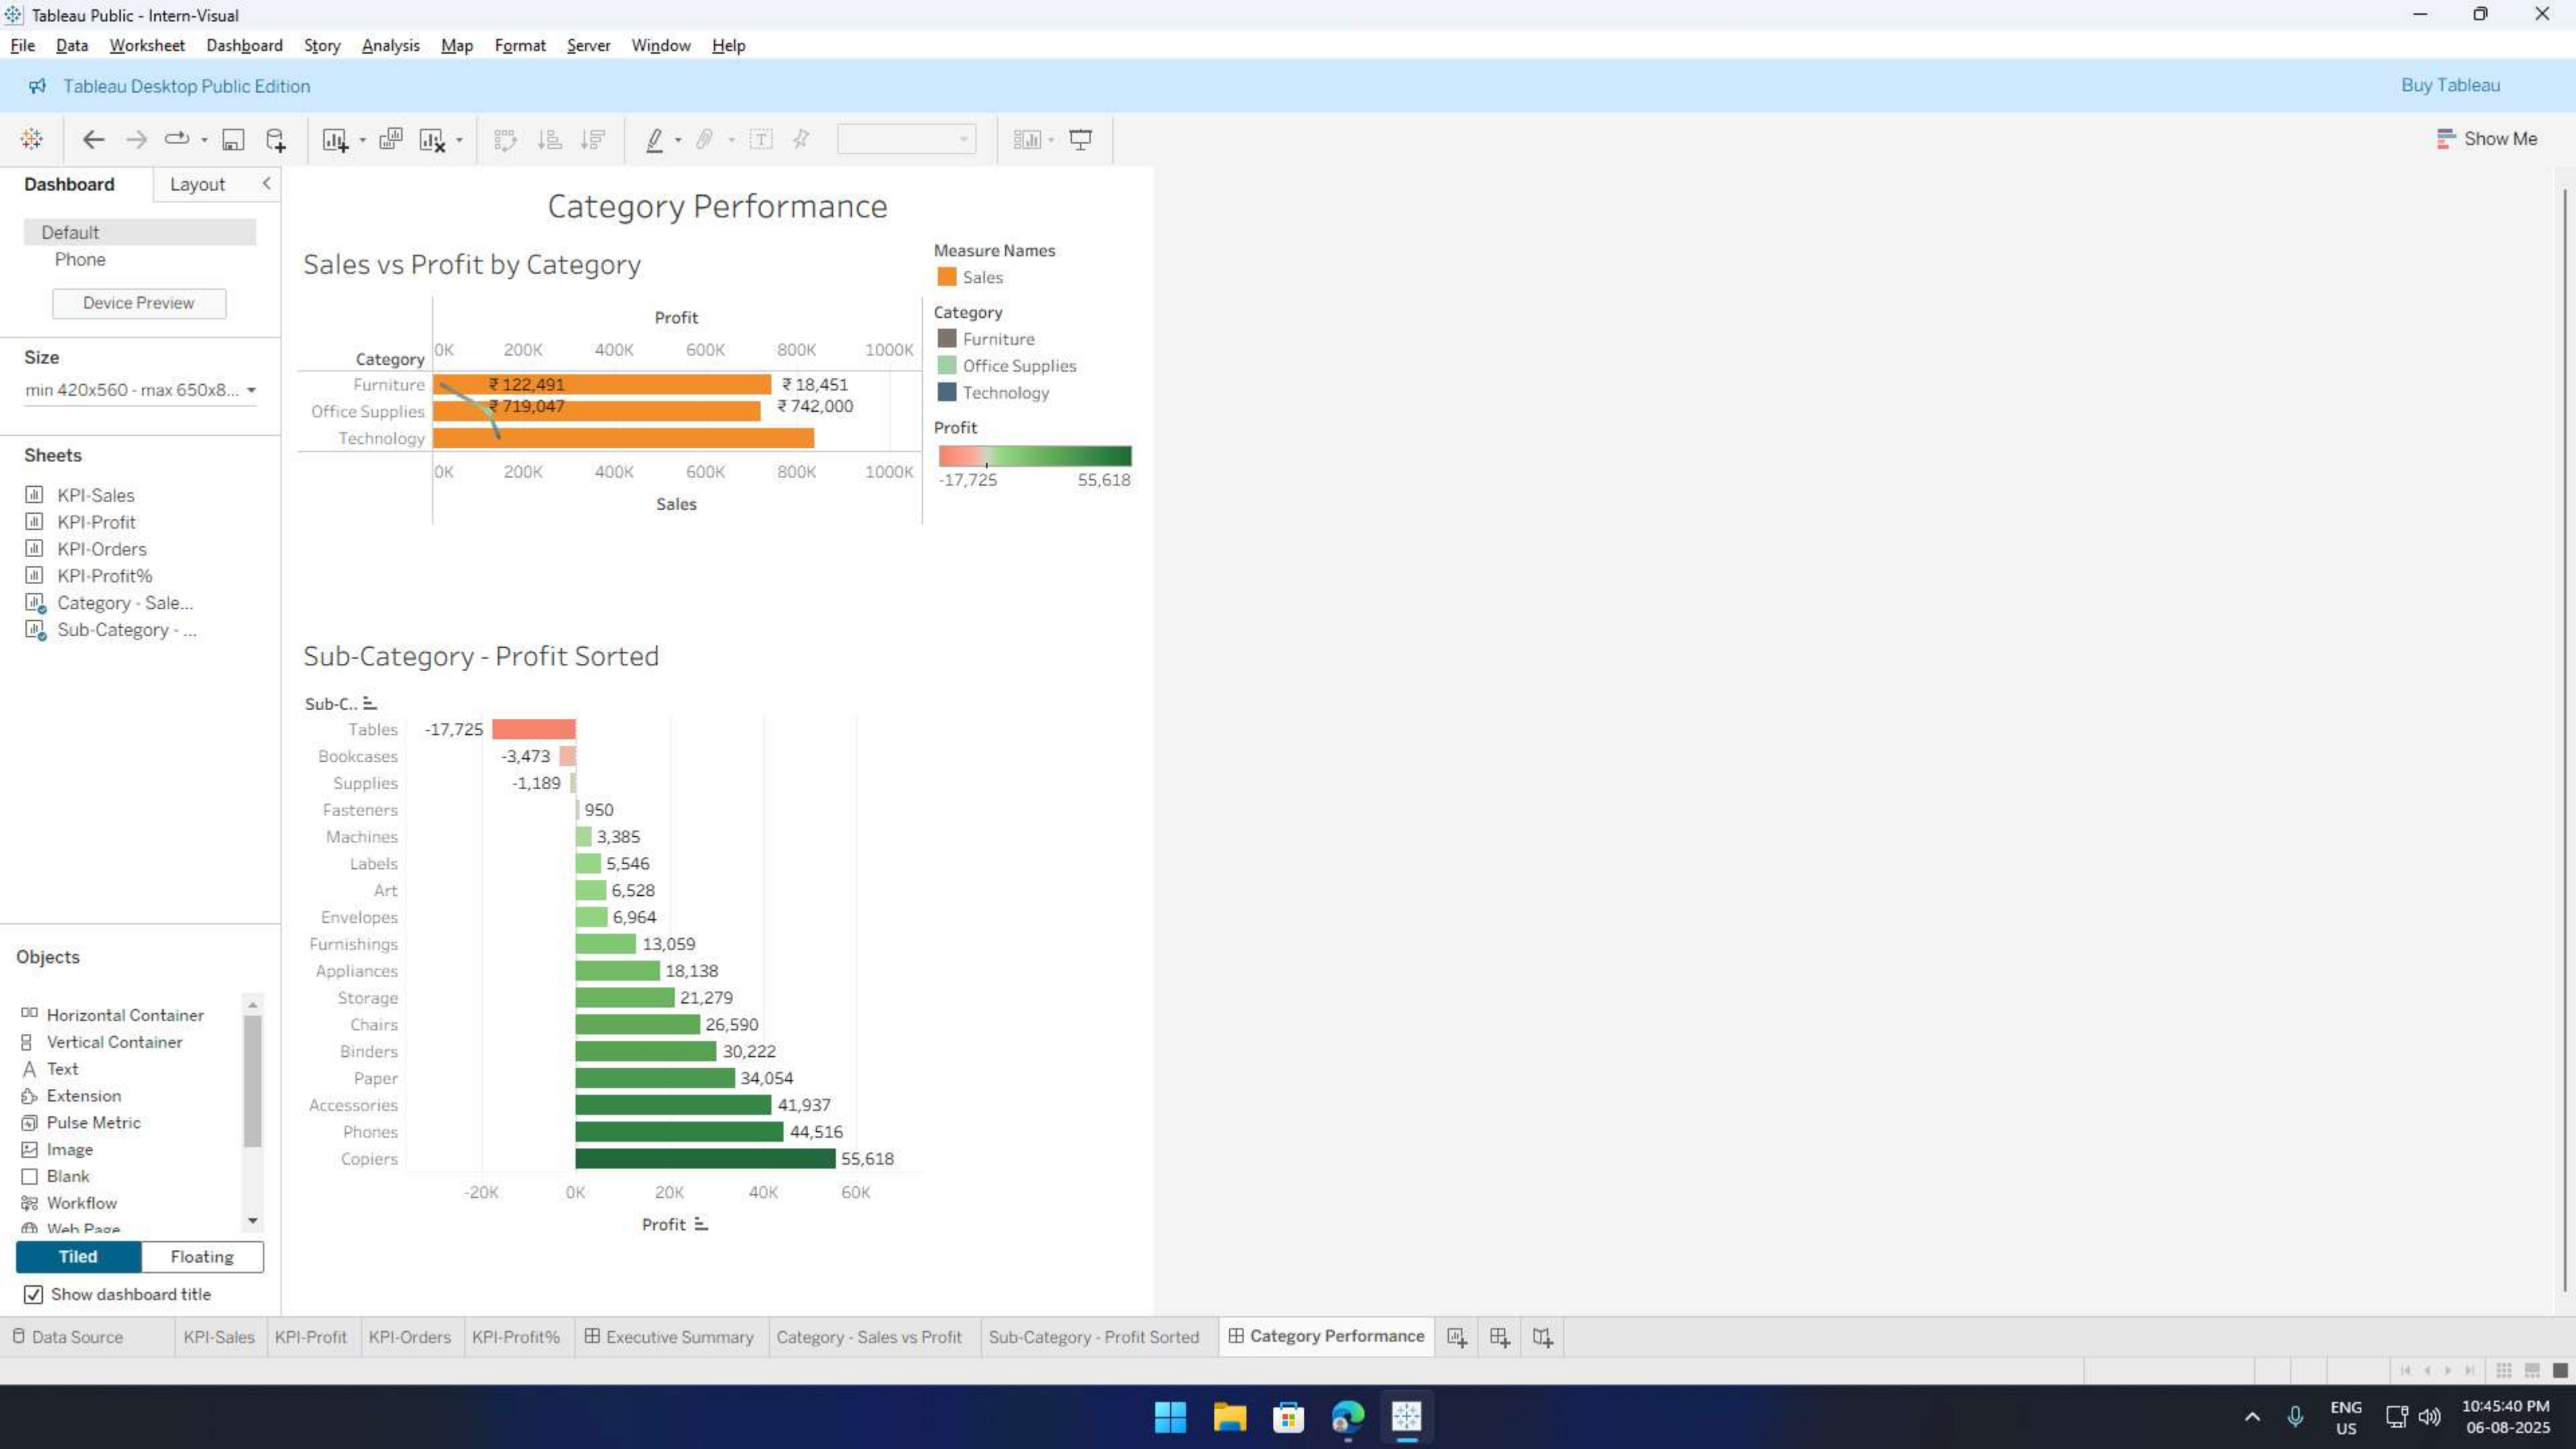 Tableau Public - Intern-Visual
File Data Worksheet Dashboard Story Analysis Map Format Server Window Help
Tableau Desktop Public Edition
Buy Tableau
Show Me
Dashboard Layout
Default
Phone
Device Preview
Size
min 420x560 - max 650x8...
Sheets
KPI-Sales
KPI-Profit
KPI-Orders
KPI-Profit%
Category - Sale...
Sub-Category - ...
Objects
Horizontal Container
Vertical Container
Text
Extension
Pulse Metric
Image
Blank
Workflow
Web Page
Tiled Floating
Show dashboard title
Category Performance
Sales vs Profit by Category
Profit
Category 0K 200K 400K 600K 800K 1000K
Furniture ₹ 122,491 ₹ 18,451
Office Supplies ₹ 719,047 ₹ 742,000
Technology
0K 200K 400K 600K 800K 1000K
Sales
Measure Names
Sales
Category
Furniture
Office Supplies
Technology
Profit
-17,725 55,618
Sub-Category - Profit Sorted
Sub-C..
Tables -17,725
Bookcases -3,473
Supplies -1,189
Fasteners 950
Machines 3,385
Labels 5,546
Art 6,528
Envelopes 6,964
Furnishings 13,059
Appliances 18,138
Storage 21,279
Chairs 26,590
Binders 30,222
Paper 34,054
Accessories 41,937
Phones 44,516
Copiers 55,618
-20K 0K 20K 40K 60K
Profit
Data Source KPI-Sales KPI-Profit KPI-Orders KPI-Profit% Executive Summary Category - Sales vs Profit Sub-Category - Profit Sorted Category Performance
ENG
US
10:45:40 PM
06-08-2025